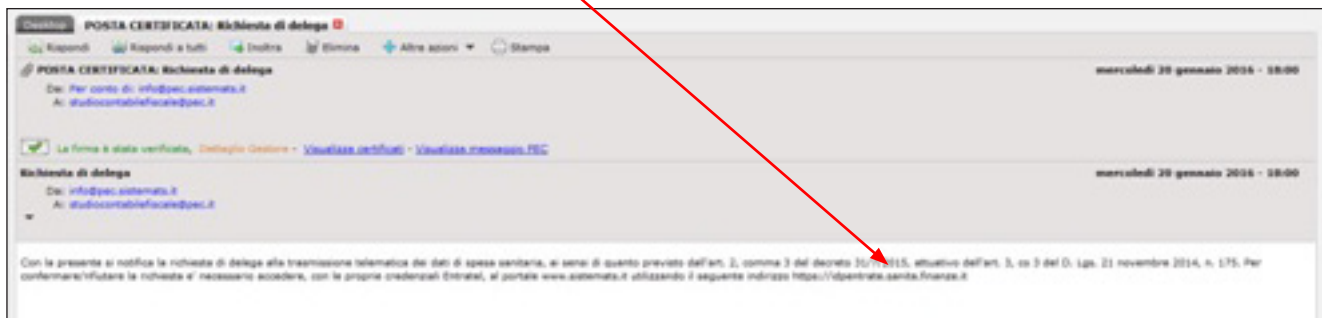 Desktop POSTA CERTIFICATA: Richiesta di delega
Rispondi Rispondi a tutti Inoltra Elimina Altre azioni Stampa
POSTA CERTIFICATA: Richiesta di delega mercoledì 20 gennaio 2016 - 18:00
Da: Per conto di: info@pec.sistemats.it
A: studiocontabilefiscale@pec.it
La firma è stata verificata, Dettaglio Gestore - Visualizza certificati - Visualizza messaggio PEC
Richiesta di delega mercoledì 20 gennaio 2016 - 18:00
Da: info@pec.sistemats.it
A: studiocontabilefiscale@pec.it
Con la presente si notifica la richiesta di delega alla trasmissione telematica dei dati di spesa sanitaria, ai sensi di quanto previsto dall'art. 2, comma 3 del decreto 31/ 015, attuativo dell'art. 3, co 3 del D. Lgs. 21 novembre 2014, n. 175. Per
confermare/rifiutare la richiesta e' necessario accedere, con le proprie credenziali Entratel, al portale www.sistemats.it utilizzando il seguente indirizzo https://idpentrate.sanita.finanze.it